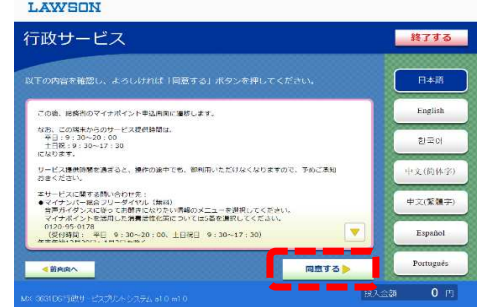 LAWSON
行政サービス
終了する
以下の内容を確認し、よろしければ「同意する」ボタンを押してください。
日本語
English
한국어
中文(简体字)
中文(繁體字)
Español
Português
この後、総務省のマイナポイント申込画面に遷移します。
なお、この端末からのサービス提供時間は、
平日：9：30～20：00
土日祝：9：30～17：30
になります。
サービス提供時間を過ぎると、操作の途中でも、御利用いただけなくなりますので、予めご承知
おきください。
本サービスに関する問い合わせ先：
●マイナンバー総合フリーダイヤル（無料）
音声ガイダンスに従ってお聞きになりたい情報のメニューを選択してください。
マイナポイントを活用した消費活性化策については5番を選択してください。
0120-95-0178
（受付時間： 平日 9：30～20：00、土日祝日 9：30～17：30）
前画面へ
同意する
投入金額 0 円